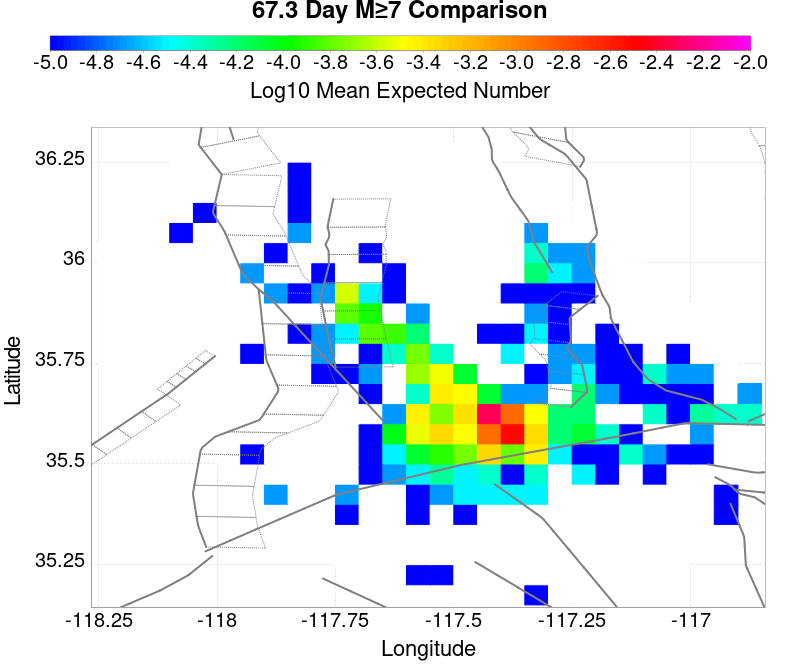 67.3 Day M≥7 Comparison
-5.0 -4.8 -4.6 -4.4 -4.2 -4.0 -3.8 -3.6 -3.4 -3.2 -3.0 -2.8 -2.6 -2.4 -2.2 -2.0
Log10 Mean Expected Number
36.25
36
35.75
35.5
35.25
Latitude
-118.25 -118 -117.75 -117.5 -117.25 -117
Longitude